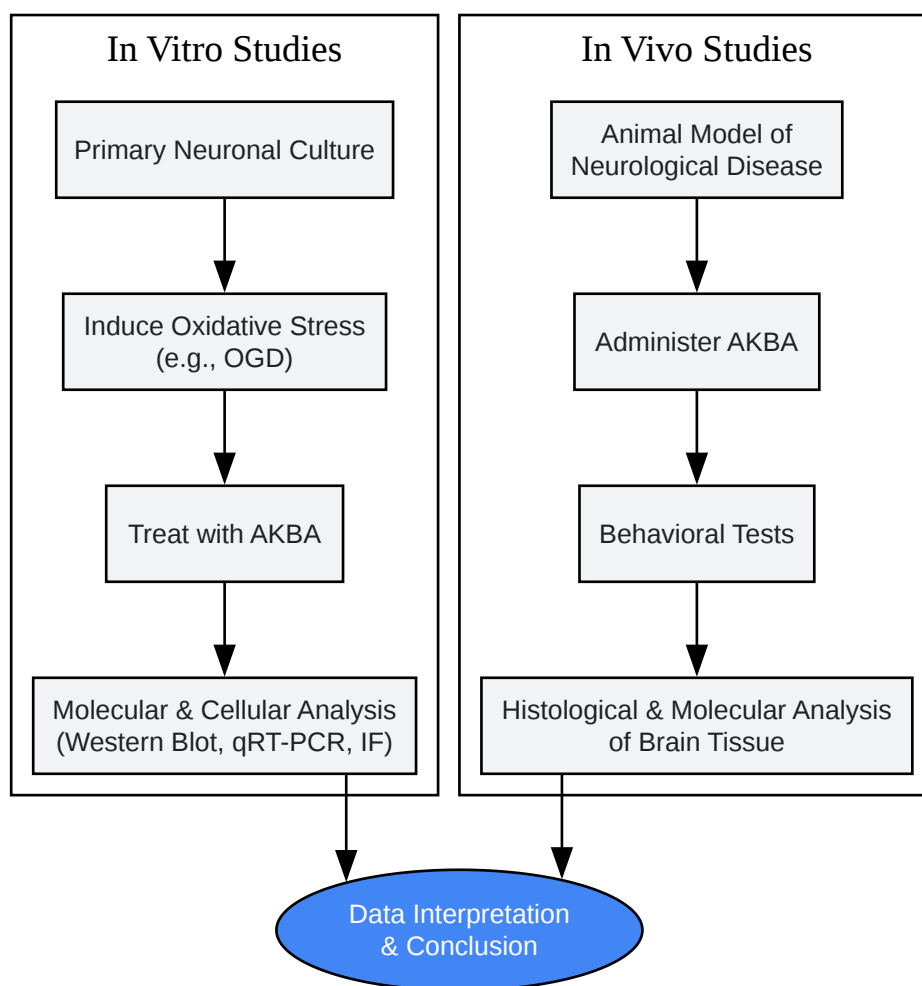 In Vitro Studies
Primary Neuronal Culture
Induce Oxidative Stress
(e.g., OGD)
Treat with AKBA
Molecular & Cellular Analysis
(Western Blot, qRT-PCR, IF)
In Vivo Studies
Animal Model of
Neurological Disease
Administer AKBA
Behavioral Tests
Histological & Molecular Analysis
of Brain Tissue
Data Interpretation
& Conclusion